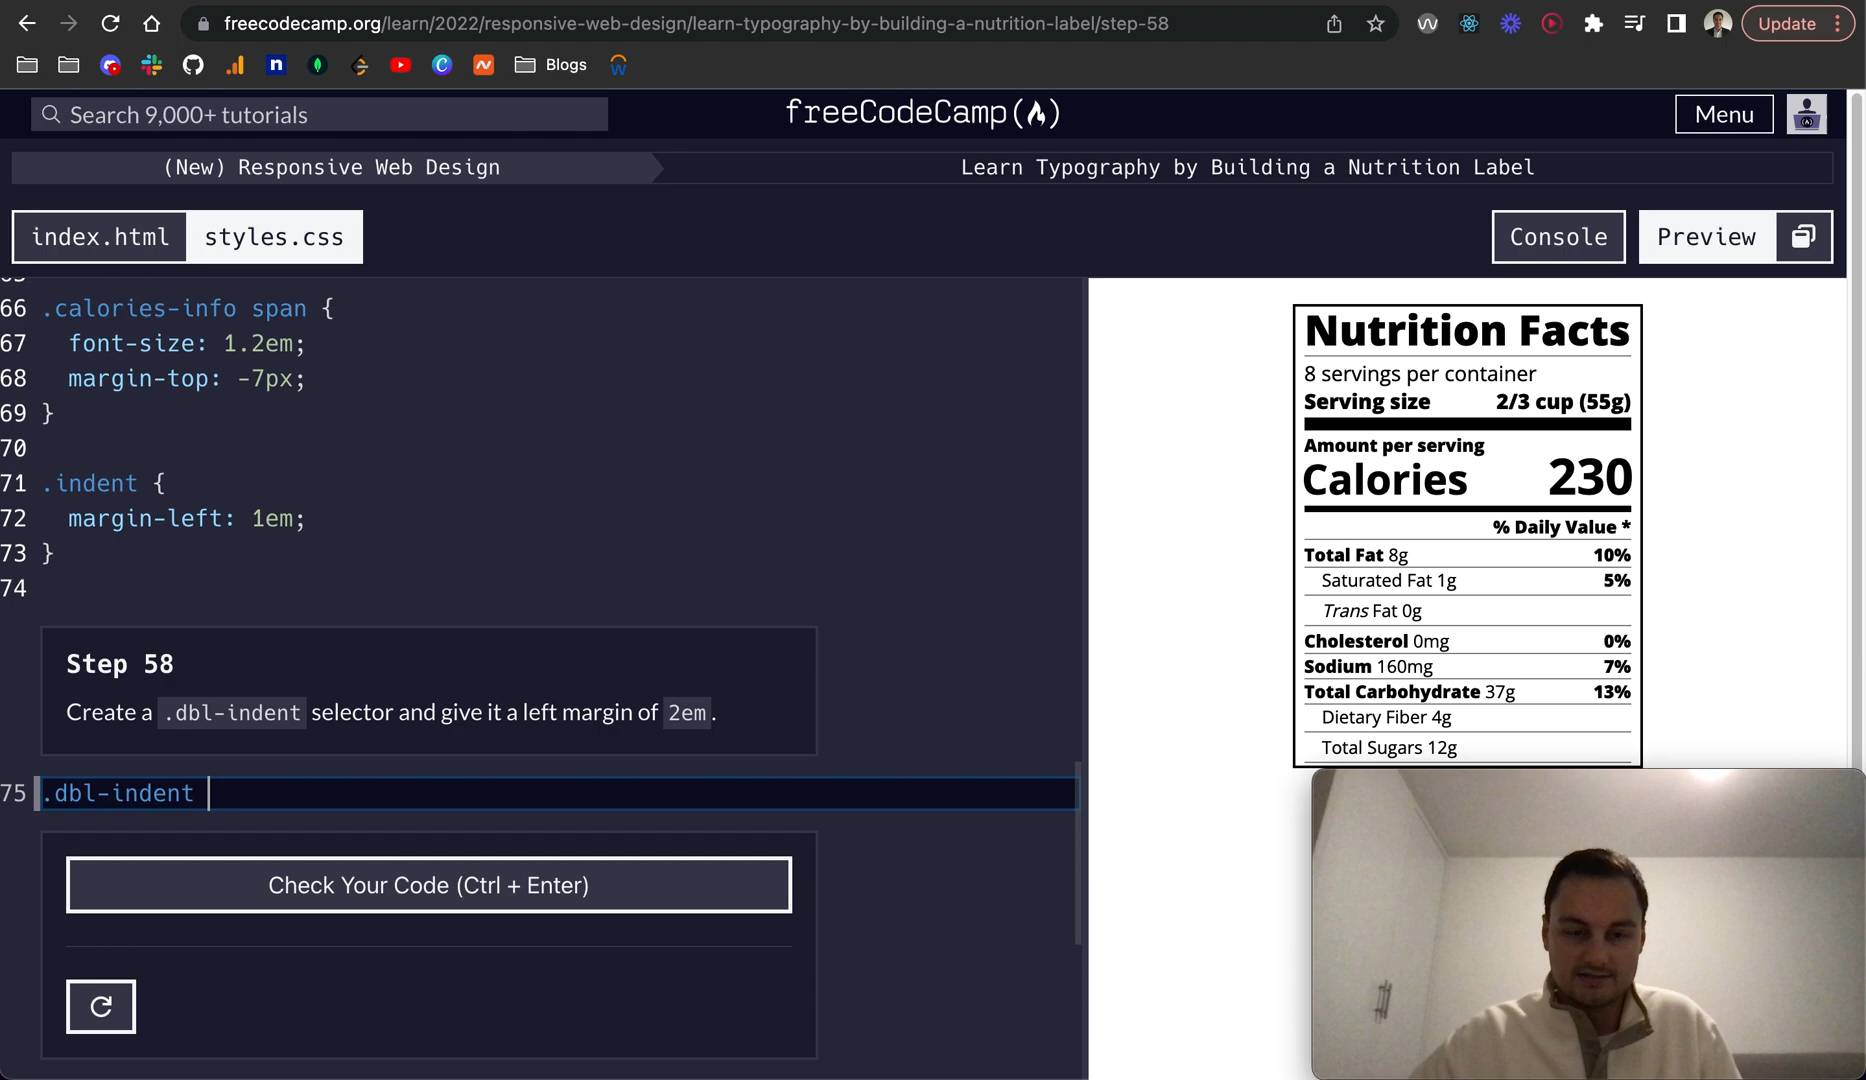 freecodecamp.org/learn/2022/responsive-web-design/learn-typography-by-building-a-nutrition-label/step-58
Update
Blogs
Search 9,000+ tutorials
freeCodeCamp
Menu
(New) Responsive Web Design
Learn Typography by Building a Nutrition Label
index.html
styles.css
Console
Preview
66 .calories-info span {
67 font-size: 1.2em;
68 margin-top: -7px;
69 }
70
71 .indent {
72 margin-left: 1em;
73 }
74
Step 58
Create a .dbl-indent selector and give it a left margin of 2em.
75 .dbl-indent
Check Your Code (Ctrl + Enter)
Nutrition Facts
8 servings per container
Serving size 2/3 cup (55g)
Amount per serving
Calories 230
% Daily Value *
Total Fat 8g 10%
Saturated Fat 1g 5%
Trans Fat 0g
Cholesterol 0mg 0%
Sodium 160mg 7%
Total Carbohydrate 37g 13%
Dietary Fiber 4g
Total Sugars 12g